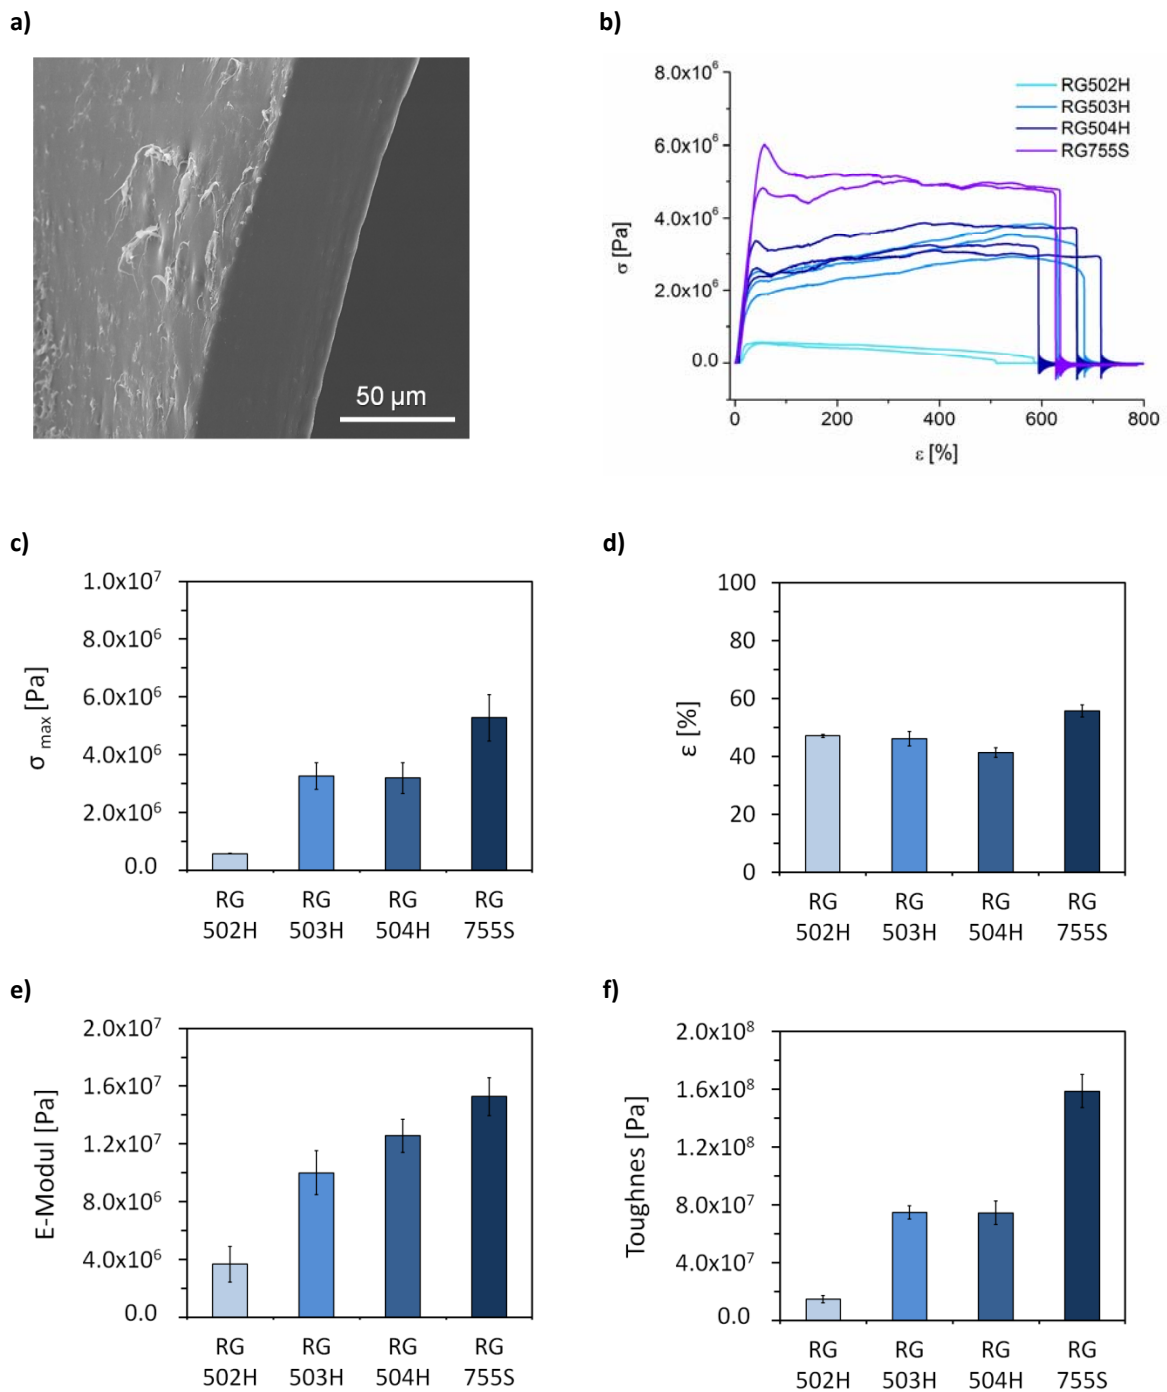 a)
50 µm
b)
8.0x10⁶
6.0x10⁶
4.0x10⁶
2.0x10⁶
0.0
σ [Pa]
0 200 400 600 800
ε [%]
RG502H
RG503H
RG504H
RG755S
c)
1.0x10⁷
8.0x10⁶
6.0x10⁶
4.0x10⁶
2.0x10⁶
0.0
σ max [Pa]
RG RG RG RG
502H 503H 504H 755S
d)
100
80
60
40
20
0
ε [%]
RG RG RG RG
502H 503H 504H 755S
e)
2.0x10⁷
1.6x10⁷
1.2x10⁷
8.0x10⁶
4.0x10⁶
0.0
E-Modul [Pa]
RG RG RG RG
502H 503H 504H 755S
f)
2.0x10⁸
1.6x10⁸
1.2x10⁸
8.0x10⁷
4.0x10⁷
0.0
Toughnes [Pa]
RG RG RG RG
502H 503H 504H 755S